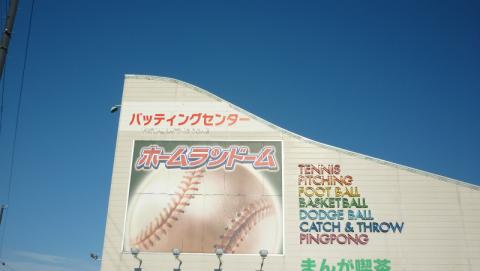 バッティングセンター
ホームランドーム
TENNIS
PITCHING
FOOT BALL
BASKETBALL
DODGE BALL
CATCH & THROW
PINGPONG
まんが喫茶